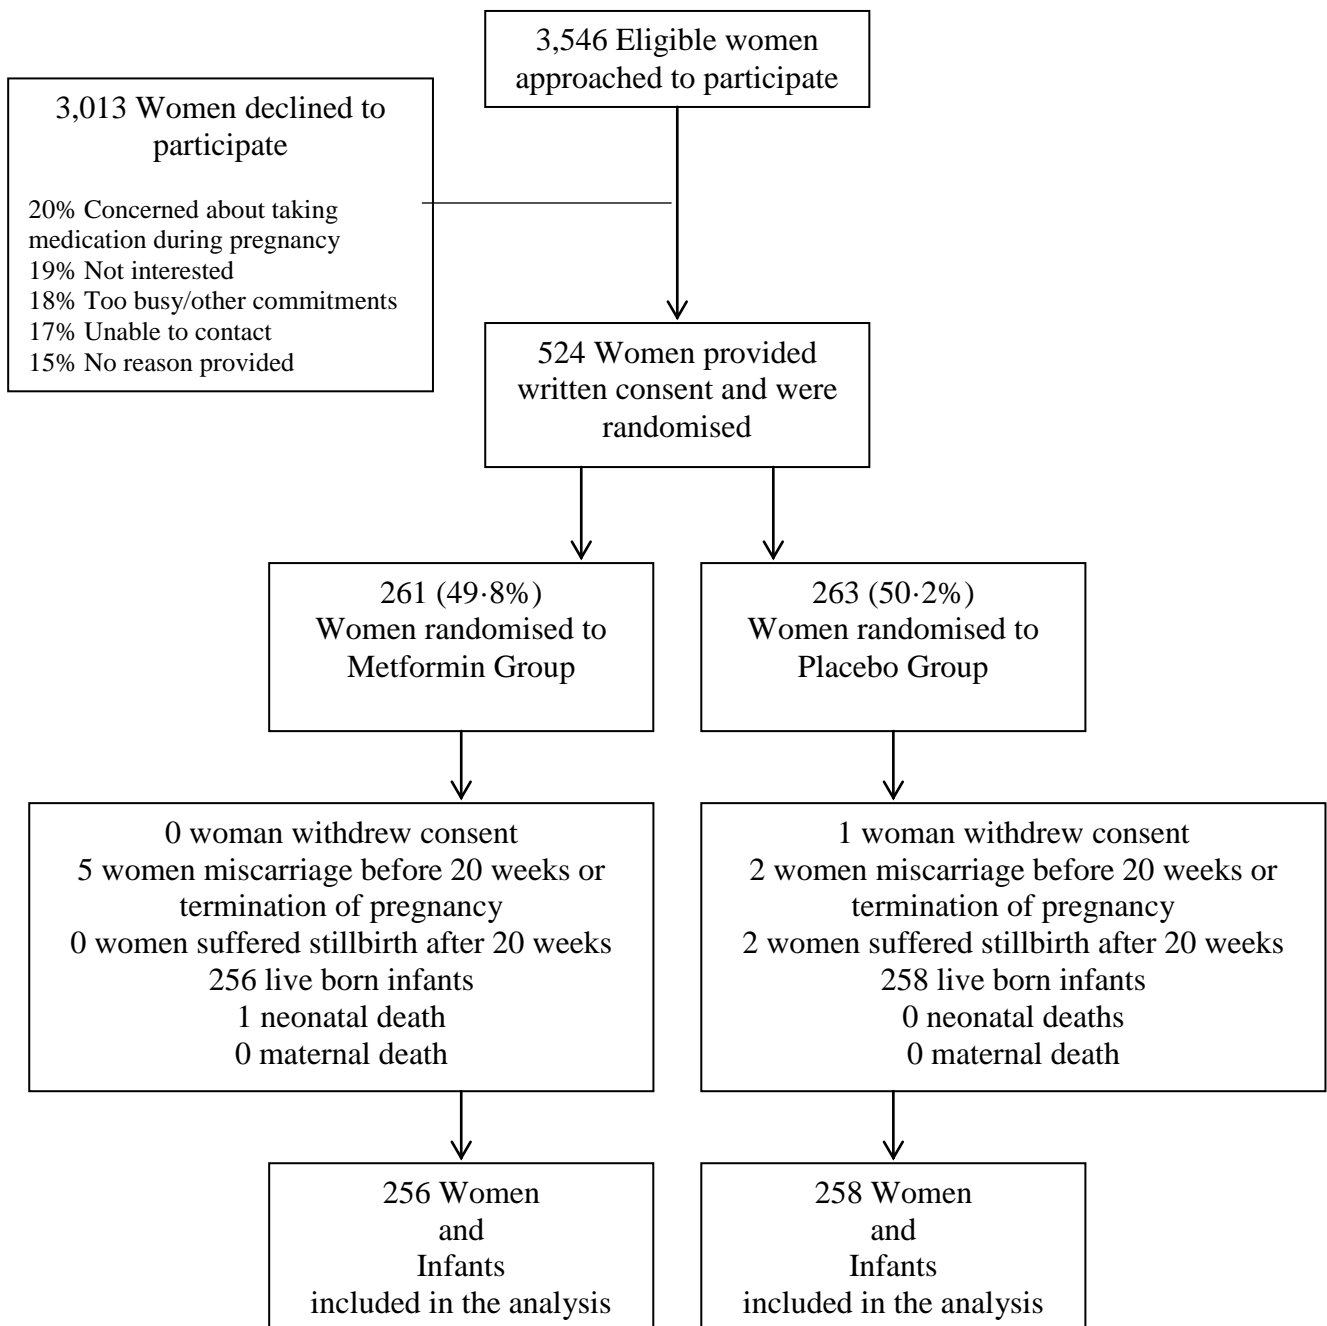 3,546 Eligible women
approached to participate
3,013 Women declined to
participate
20% Concerned about taking
medication during pregnancy
19% Not interested
18% Too busy/other commitments
17% Unable to contact
15% No reason provided
524 Women provided
written consent and were
randomised
261 (49·8%)
Women randomised to
Metformin Group
263 (50·2%)
Women randomised to
Placebo Group
0 woman withdrew consent
5 women miscarriage before 20 weeks or
termination of pregnancy
0 women suffered stillbirth after 20 weeks
256 live born infants
1 neonatal death
0 maternal death
1 woman withdrew consent
2 women miscarriage before 20 weeks or
termination of pregnancy
2 women suffered stillbirth after 20 weeks
258 live born infants
0 neonatal deaths
0 maternal death
256 Women
and
Infants
included in the analysis
258 Women
and
Infants
included in the analysis